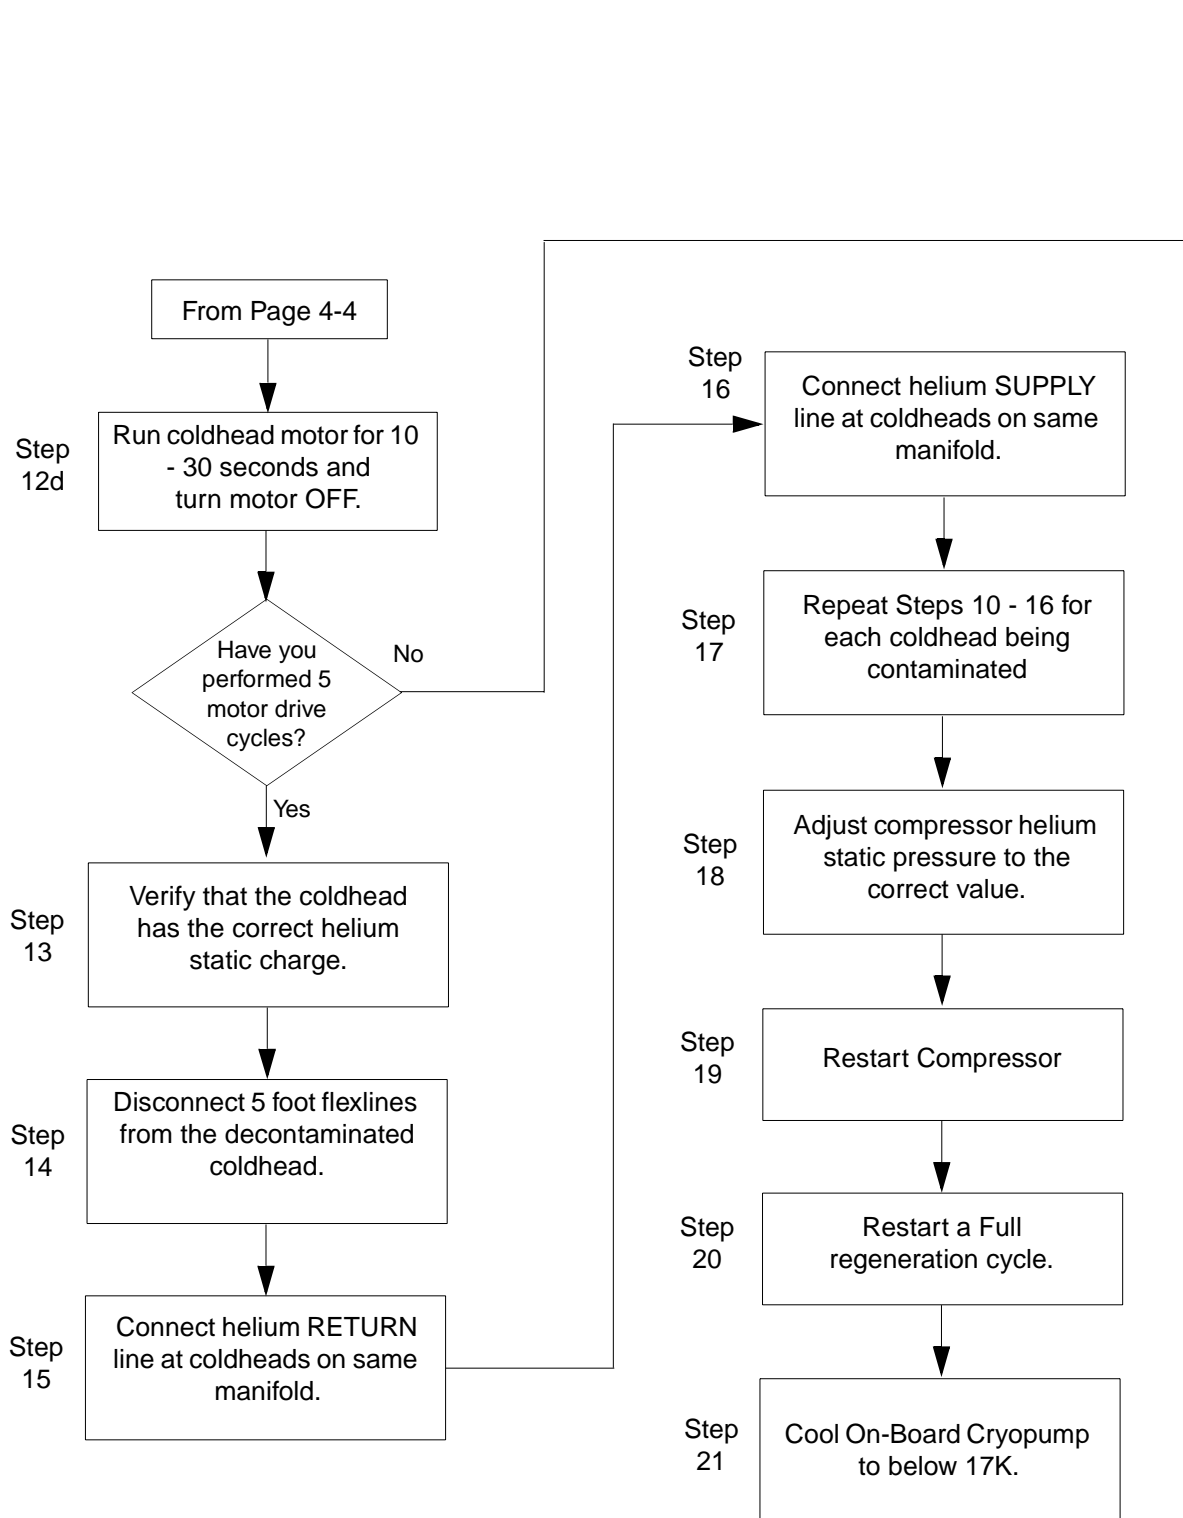 From Page 4-4
Step
12d
Run coldhead motor for 10
- 30 seconds and
turn motor OFF.
Have you
performed 5
motor drive
cycles?
No
Yes
Step
13
Verify that the coldhead
has the correct helium
static charge.
Step
14
Disconnect 5 foot flexlines
from the decontaminated
coldhead.
Step
15
Connect helium RETURN
line at coldheads on same
manifold.
Step
16
Connect helium SUPPLY
line at coldheads on same
manifold.
Step
17
Repeat Steps 10 - 16 for
each coldhead being
contaminated
Step
18
Adjust compressor helium
static pressure to the
correct value.
Step
19
Restart Compressor
Step
20
Restart a Full
regeneration cycle.
Step
21
Cool On-Board Cryopump
to below 17K.